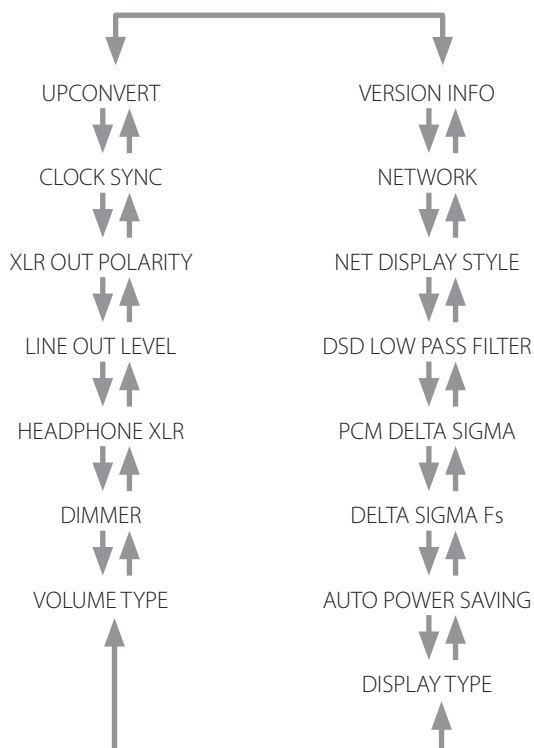 UPCONVERT
CLOCK SYNC
XLR OUT POLARITY
LINE OUT LEVEL
HEADPHONE XLR
DIMMER
VOLUME TYPE
VERSION INFO
NETWORK
NET DISPLAY STYLE
DSD LOW PASS FILTER
PCM DELTA SIGMA
DELTA SIGMA Fs
AUTO POWER SAVING
DISPLAY TYPE